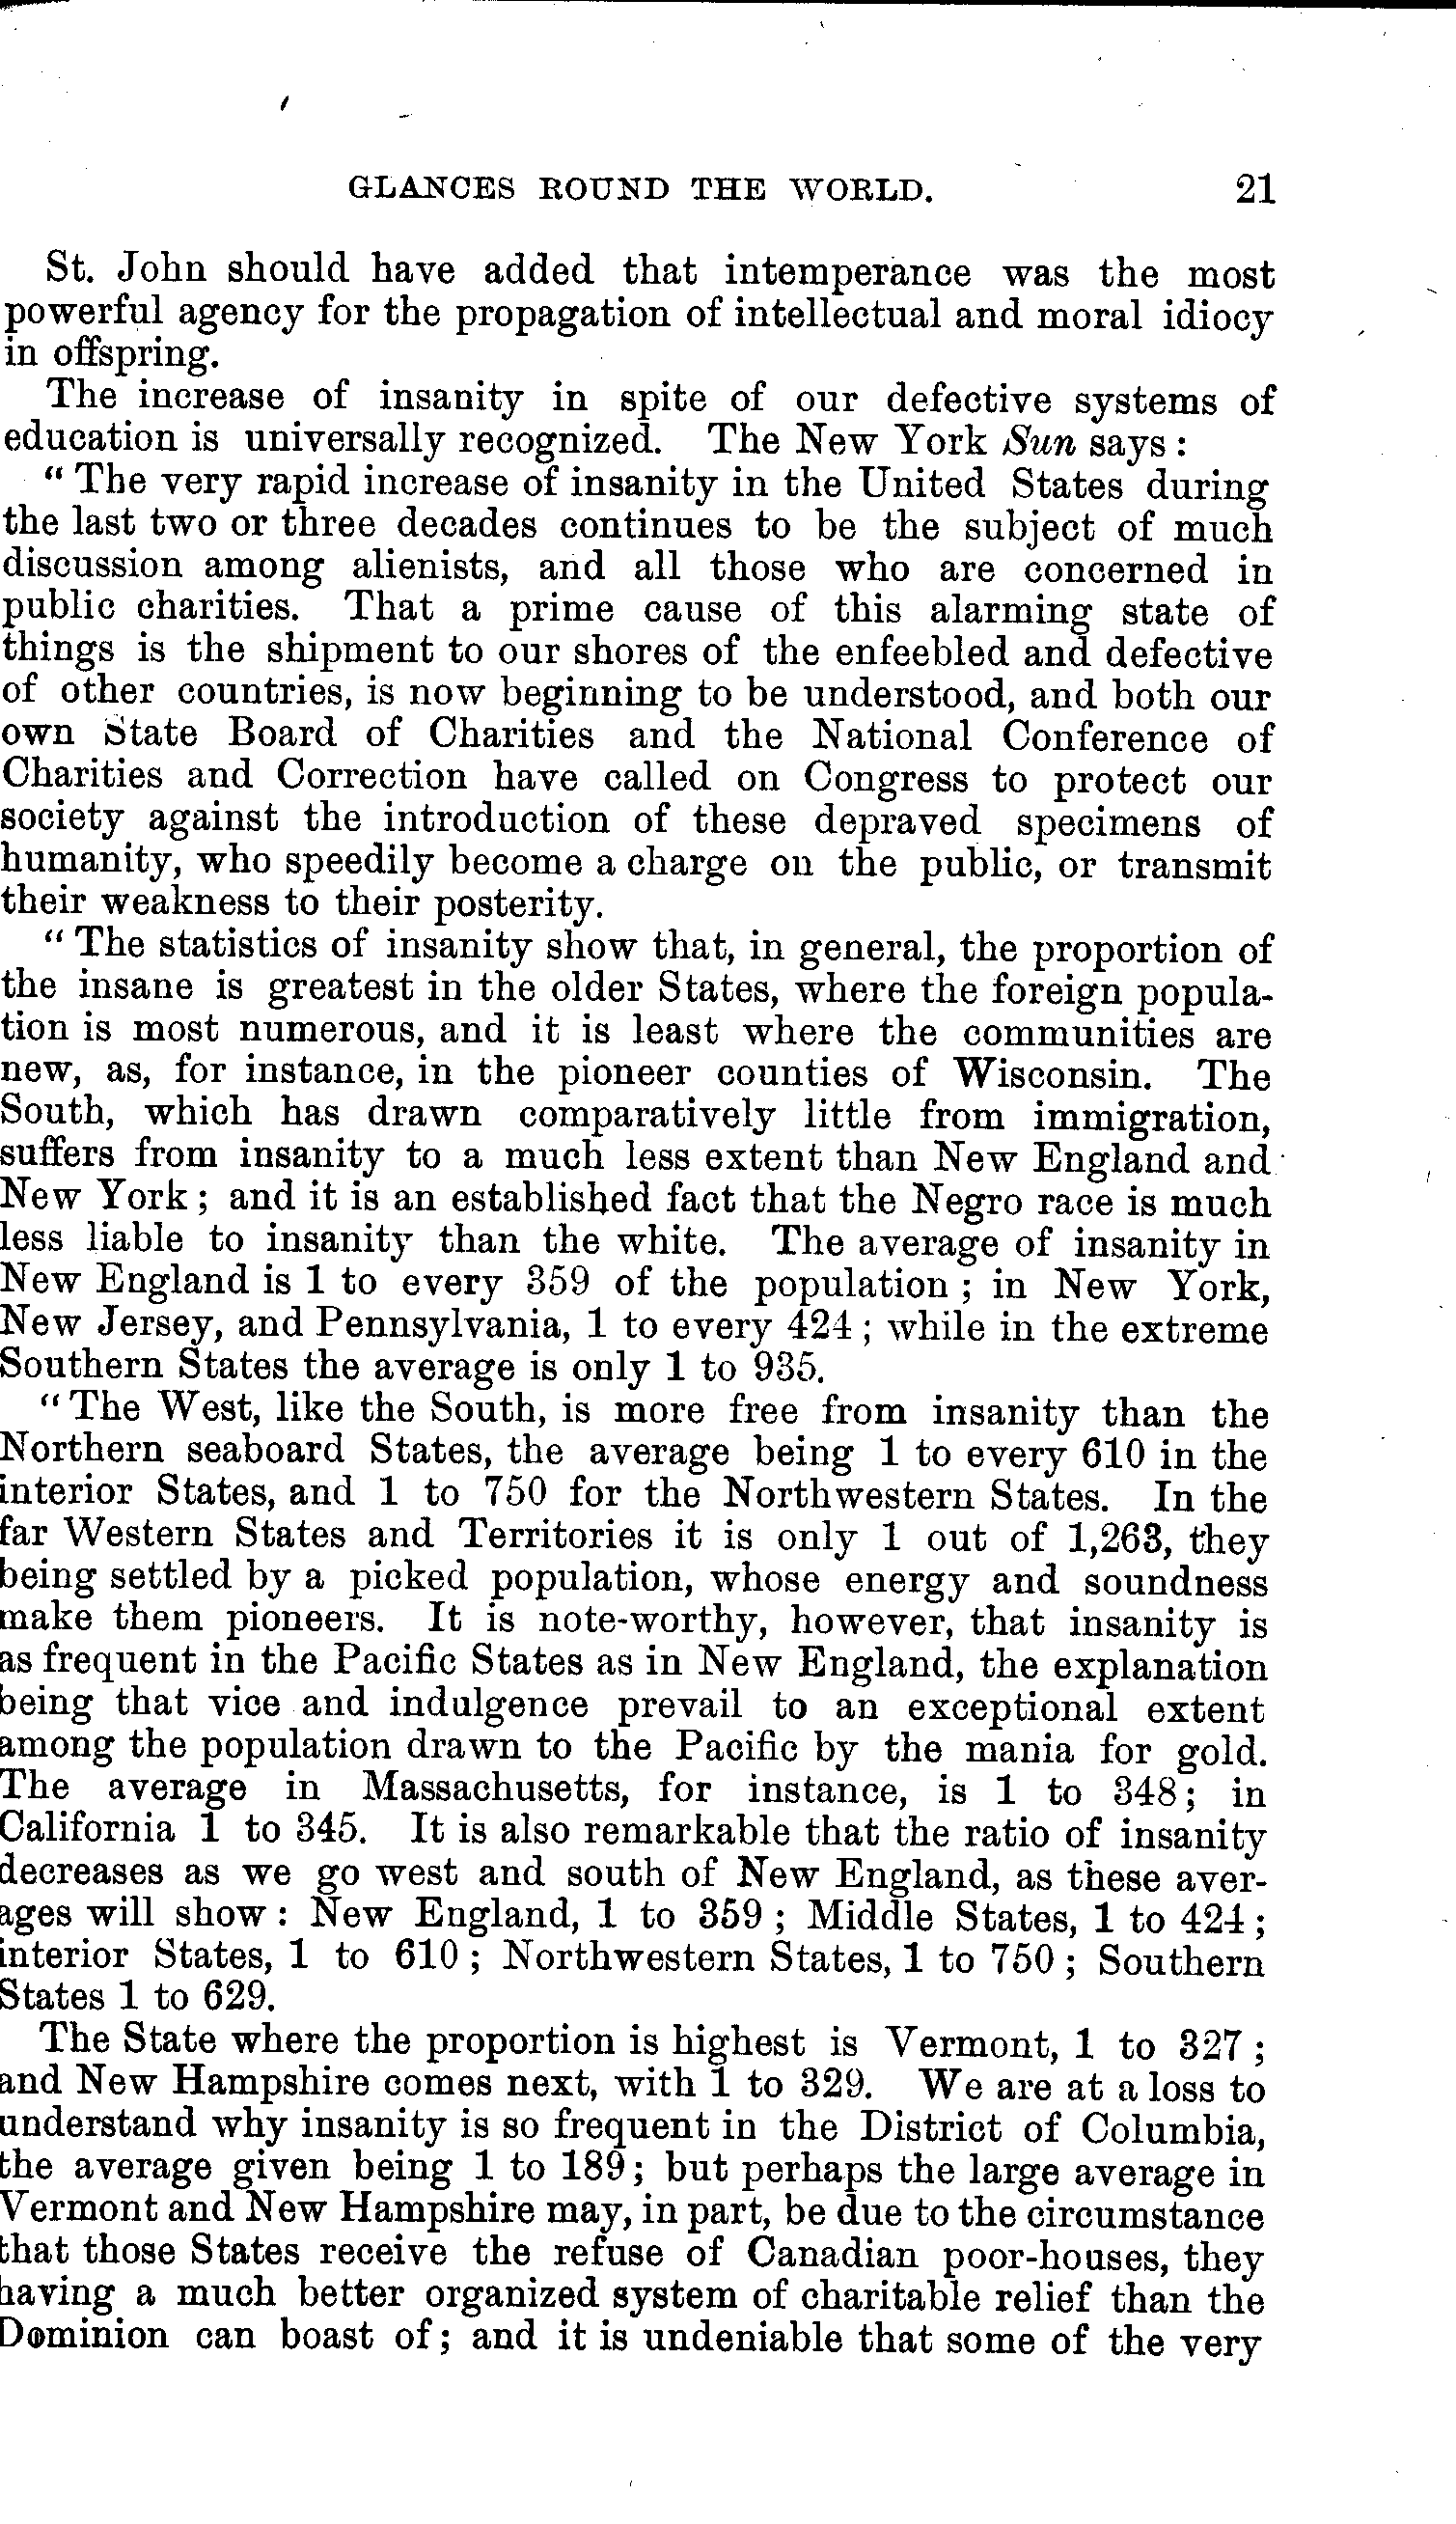 GLANCES ROUND THE WORLD. 21
St. John should have added that intemperance was the most
powerful agency for the propagation of intellectual and moral idiocy
in offspring.
The increase of insanity in spite of our defective systems of
education is universally recognized. The New York Sun says :
“ The very rapid increase of insanity in the United States during
the last two or three decades continues to be the subject of much
discussion among alienists, and all those who are concerned in
public charities. That a prime cause of this alarming state of
things is the shipment to our shores of the enfeebled and defective
of other countries, is now beginning to be understood, and both our
own State Board of Charities and the National Conference of
Charities and Correction have called on Congress to protect our
society against the introduction of these depraved specimens of
humanity, who speedily become a charge on the public, or transmit
their weakness to their posterity.
“ The statistics of insanity show that, in general, the proportion of
the insane is greatest in the older States, where the foreign popula-
tion is most numerous, and it is least where the communities are
new, as, for instance, in the pioneer counties of Wisconsin. The
South, which has drawn comparatively little from immigration,
suffers from insanity to a much less extent than New England and
New York ; and it is an established fact that the Negro race is much
less liable to insanity than the white. The average of insanity in
New England is 1 to every 359 of the population ; in New York,
New Jersey, and Pennsylvania, 1 to every 424 ; while in the extreme
Southern States the average is only 1 to 935.
“ The West, like the South, is more free from insanity than the
Northern seaboard States, the average being 1 to every 610 in the
interior States, and 1 to 750 for the Northwestern States. In the
far Western States and Territories it is only 1 out of 1,263, they
being settled by a picked population, whose energy and soundness
make them pioneers. It is note-worthy, however, that insanity is
as frequent in the Pacific States as in New England, the explanation
being that vice and indulgence prevail to an exceptional extent
among the population drawn to the Pacific by the mania for gold.
The average in Massachusetts, for instance, is 1 to 348 ; in
California 1 to 345. It is also remarkable that the ratio of insanity
decreases as we go west and south of New England, as these aver-
ages will show : New England, 1 to 359 ; Middle States, 1 to 424 ;
interior States, 1 to 610 ; Northwestern States, 1 to 750 ; Southern
States 1 to 629.
The State where the proportion is highest is Vermont, 1 to 327 ;
and New Hampshire comes next, with 1 to 329. We are at a loss to
understand why insanity is so frequent in the District of Columbia,
the average given being 1 to 189 ; but perhaps the large average in
Vermont and New Hampshire may, in part, be due to the circumstance
that those States receive the refuse of Canadian poor-houses, they
having a much better organized system of charitable relief than the
Dominion can boast of ; and it is undeniable that some of the very